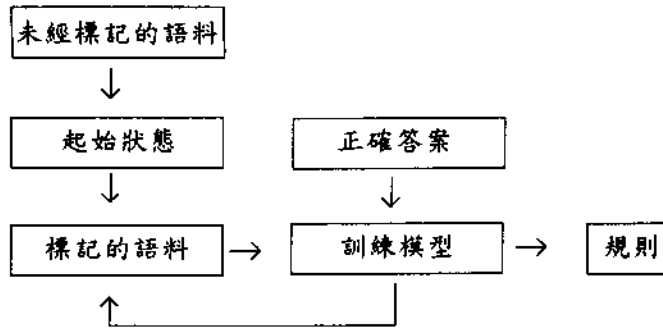 未經標記的語料
起始狀態
正確答案
標記的語料
訓練模型
規則